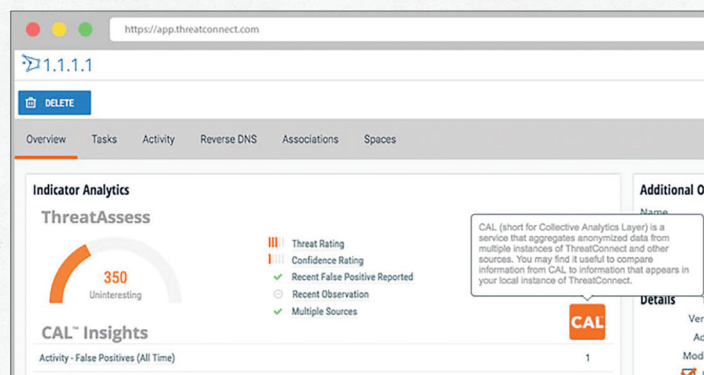 https://app.threatconnect.com
1.1.1.1
DELETE
Overview Tasks Activity Reverse DNS Associations Spaces
Indicator Analytics
ThreatAssess
350
Uninteresting
Threat Rating
Confidence Rating
Recent False Positive Reported
Recent Observation
Multiple Sources
CAL (short for Collective Analytics Layer) is a
service that aggregates anonymized data from
multiple instances of ThreatConnect and other
sources. You may find it useful to compare
information from CAL to information that appears in
your local instance of ThreatConnect.
CAL
CAL™ Insights
Activity - False Positives (All Time) 1
Additional O
Name
Details
Ver
Ad
Mod